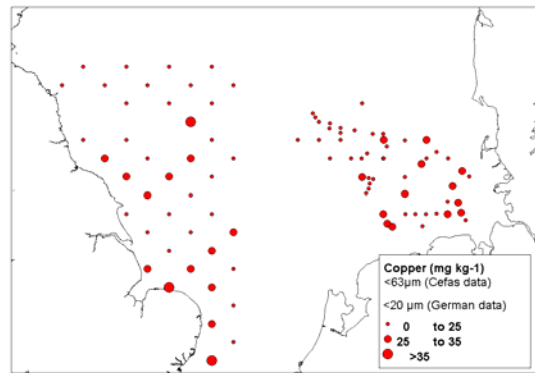 Copper (mg kg-1)
<63µm (Cefas data)
<20 µm (German data)
0 to 25
25 to 35
>35